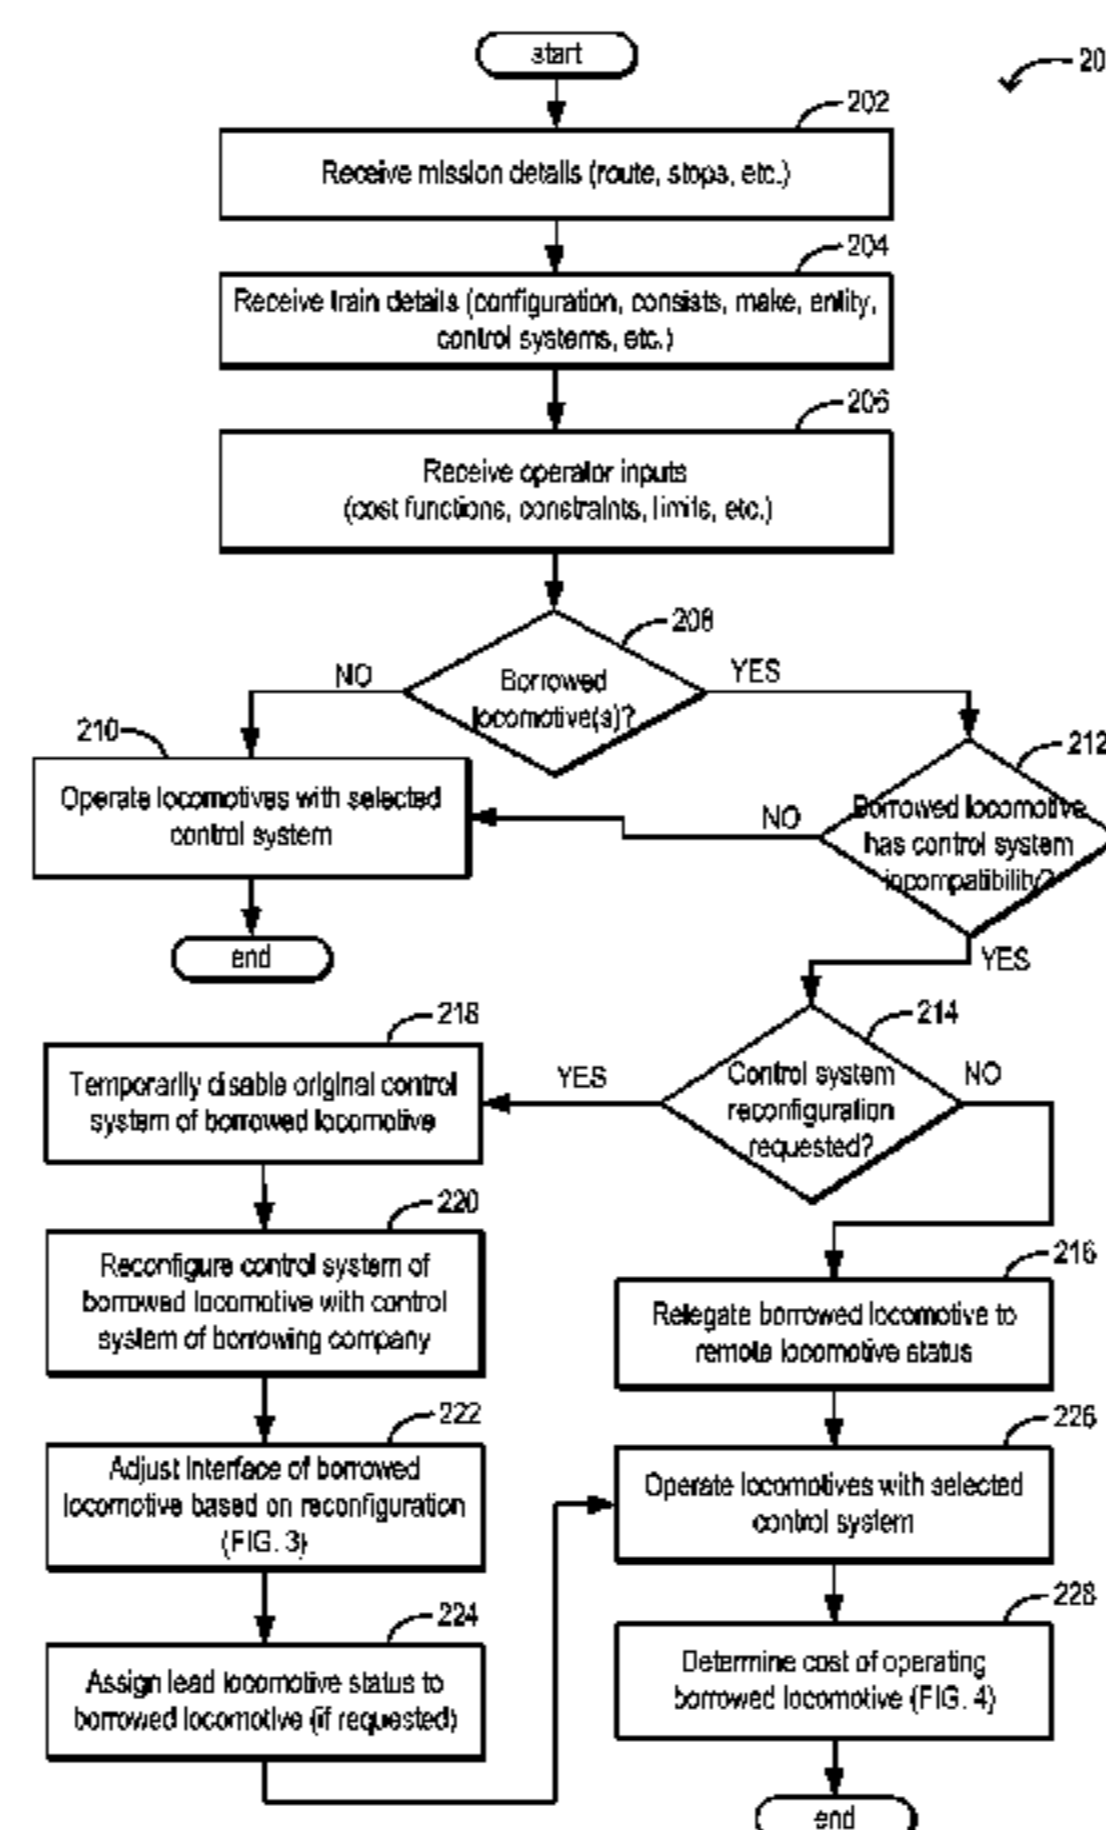 start
20
202
Receive mission details (route, stops, etc.)
204
Receive train details (configuration, consists, make, entity,
control systems, etc.)
206
Receive operator inputs
(cost functions, constraints, limits, etc.)
208
Borrowed
locomotive(s)?
NO
YES
210
Operate locomotives with selected
control system
end
212
Borrowed locomotive
has control system
incompatibility?
NO
YES
214
Control system
reconfiguration
requested?
YES
NO
218
Temporarily disable original control
system of borrowed locomotive
220
Reconfigure control system of
borrowed locomotive with control
system of borrowing company
222
Adjust interface of borrowed
locomotive based on reconfiguration
(FIG. 3)
224
Assign lead locomotive status to
borrowed locomotive (if requested)
216
Relegate borrowed locomotive to
remote locomotive status
226
Operate locomotives with selected
control system
228
Determine cost of operating
borrowed locomotive (FIG. 4)
end